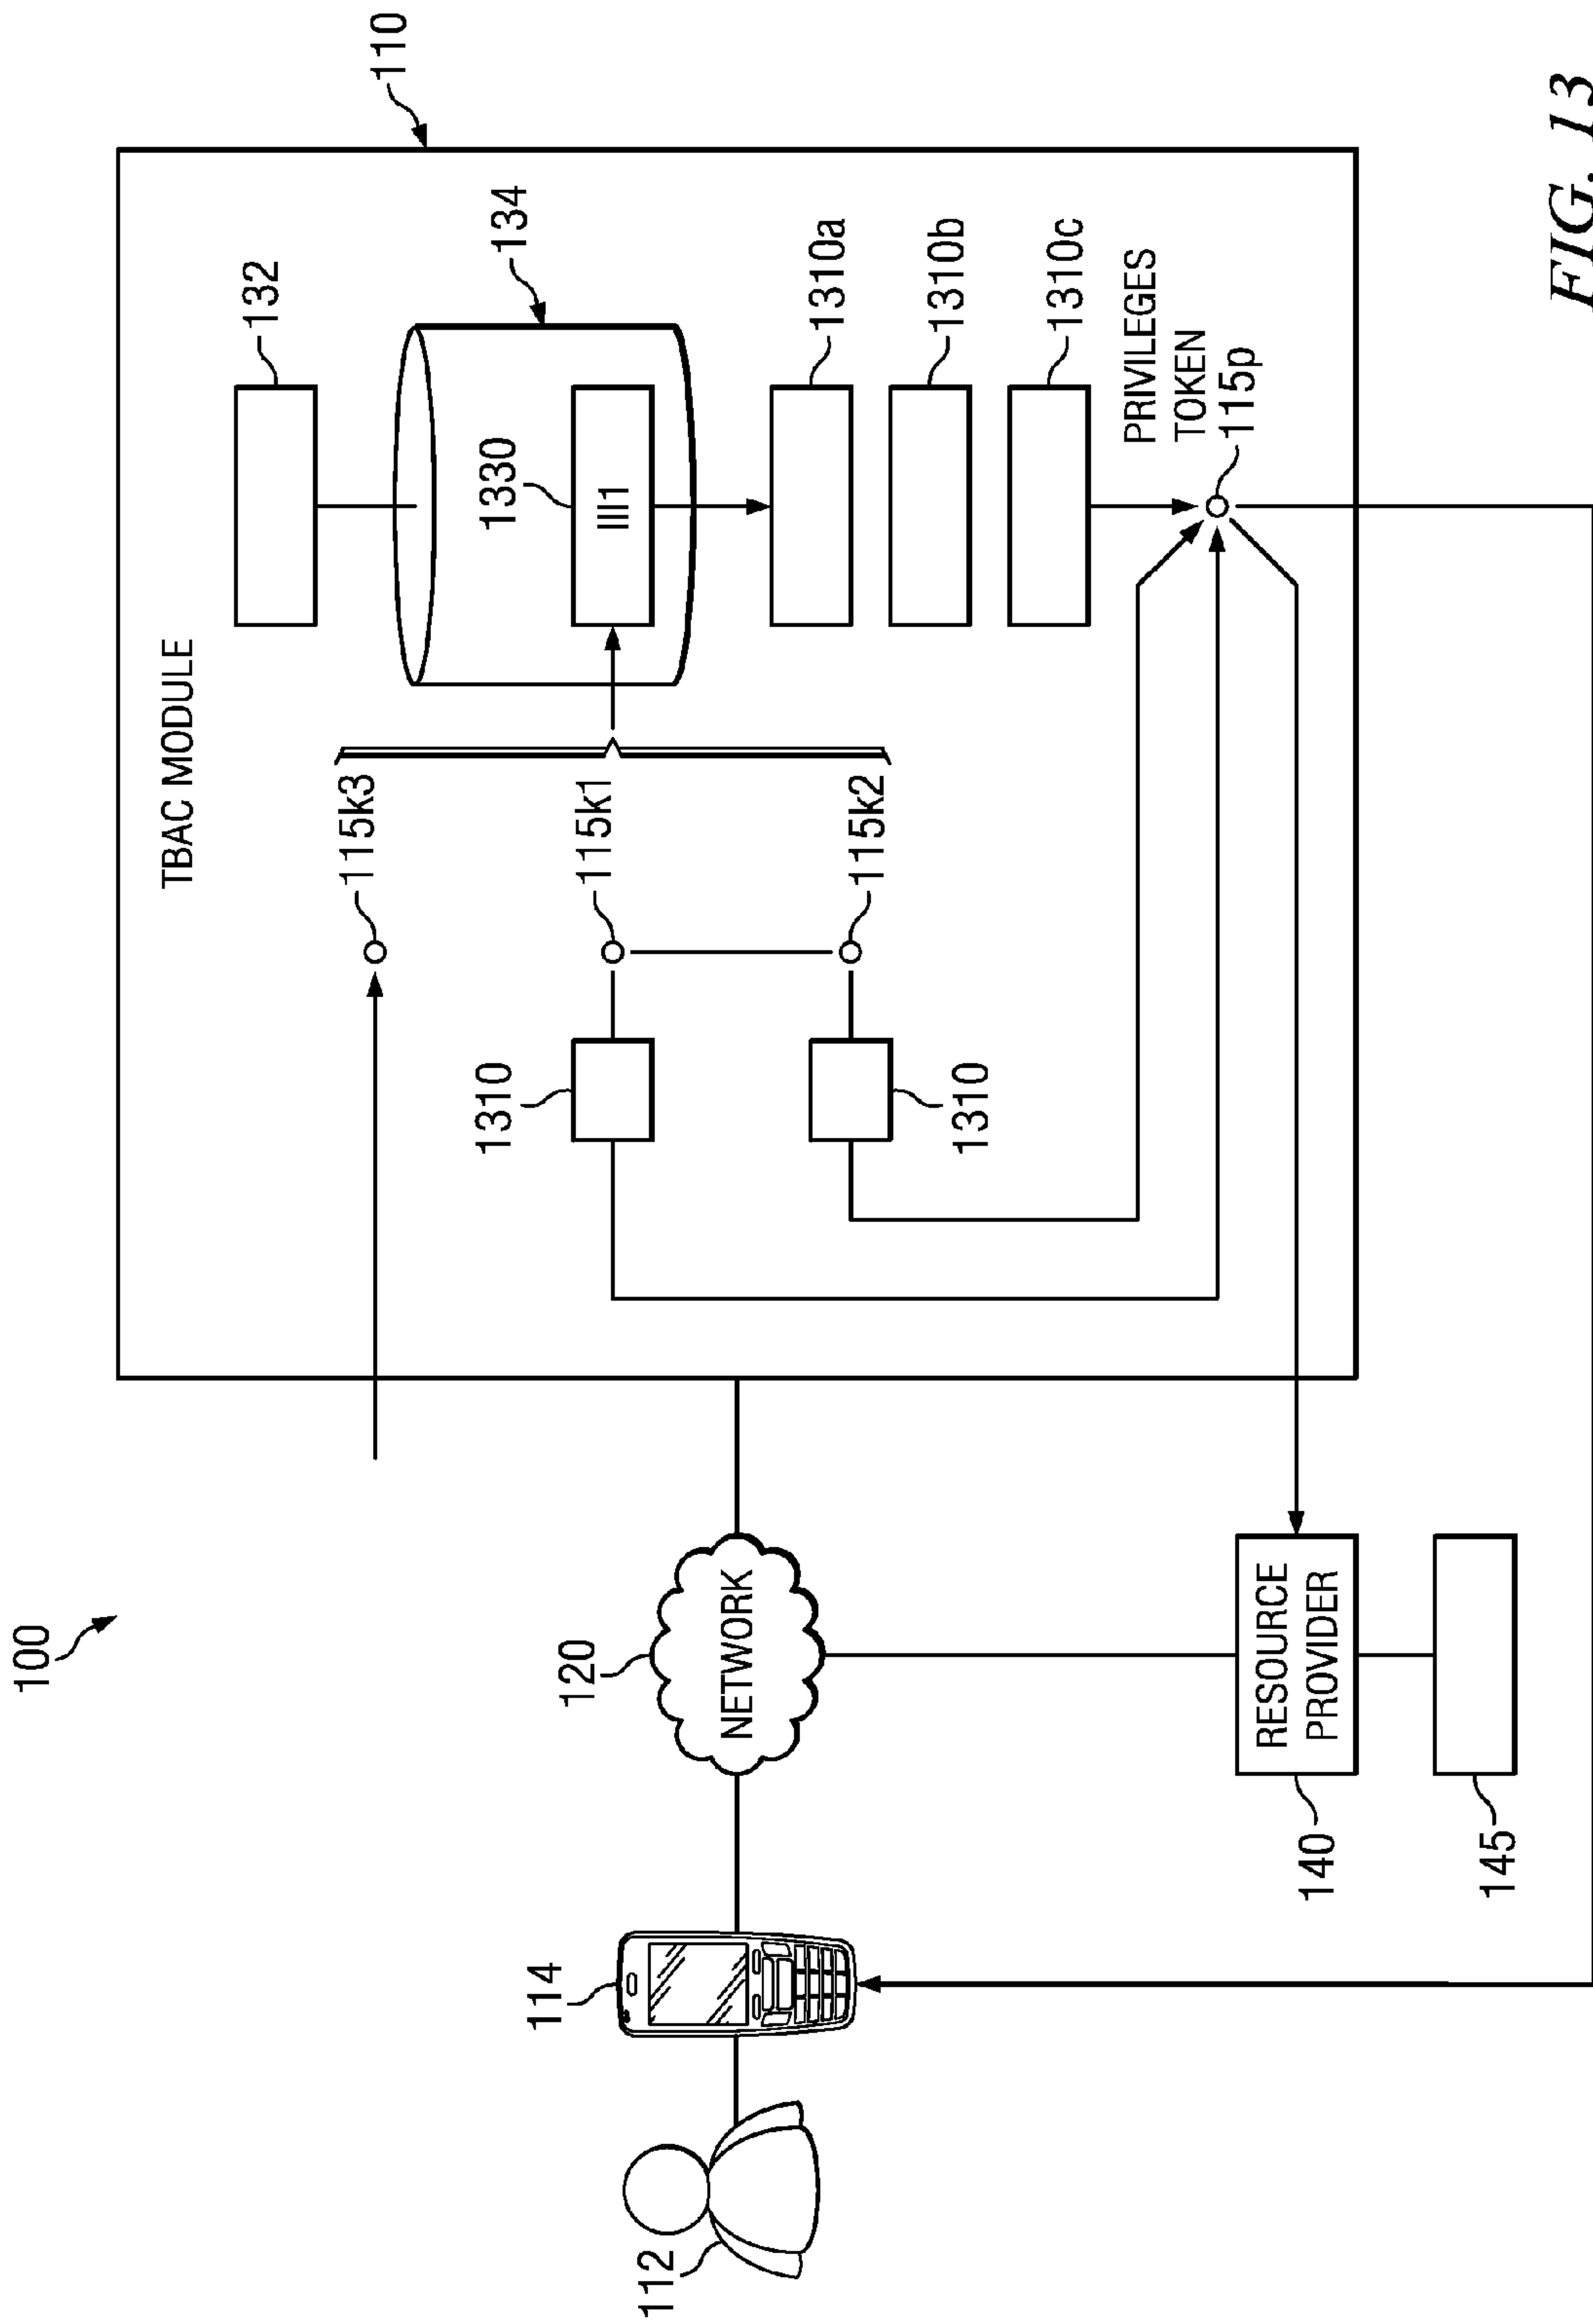 100
TBAC MODULE
132
115k3
110
1310
1330
134
114
120
115k1
III1
112
NETWORK
1310a
115k2
1310b
1310
1310c
PRIVILEGES
TOKEN
115p
RESOURCE
PROVIDER
140
145
FIG. 13